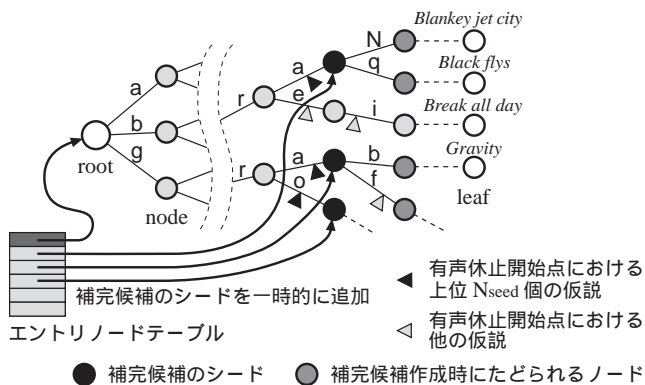 Blankey jet city
N
a
q
Black flys
r
e
i
Break all day
a
b
g
root
Gravity
r
a
b
o
f
leaf
node
補完候補のシードを一時的に追加
エントリノードテーブル
有声休止開始点における
上位 Nseed 個の仮説
有声休止開始点における
他の仮説
補完候補のシード
補完候補作成時にたどられるノード